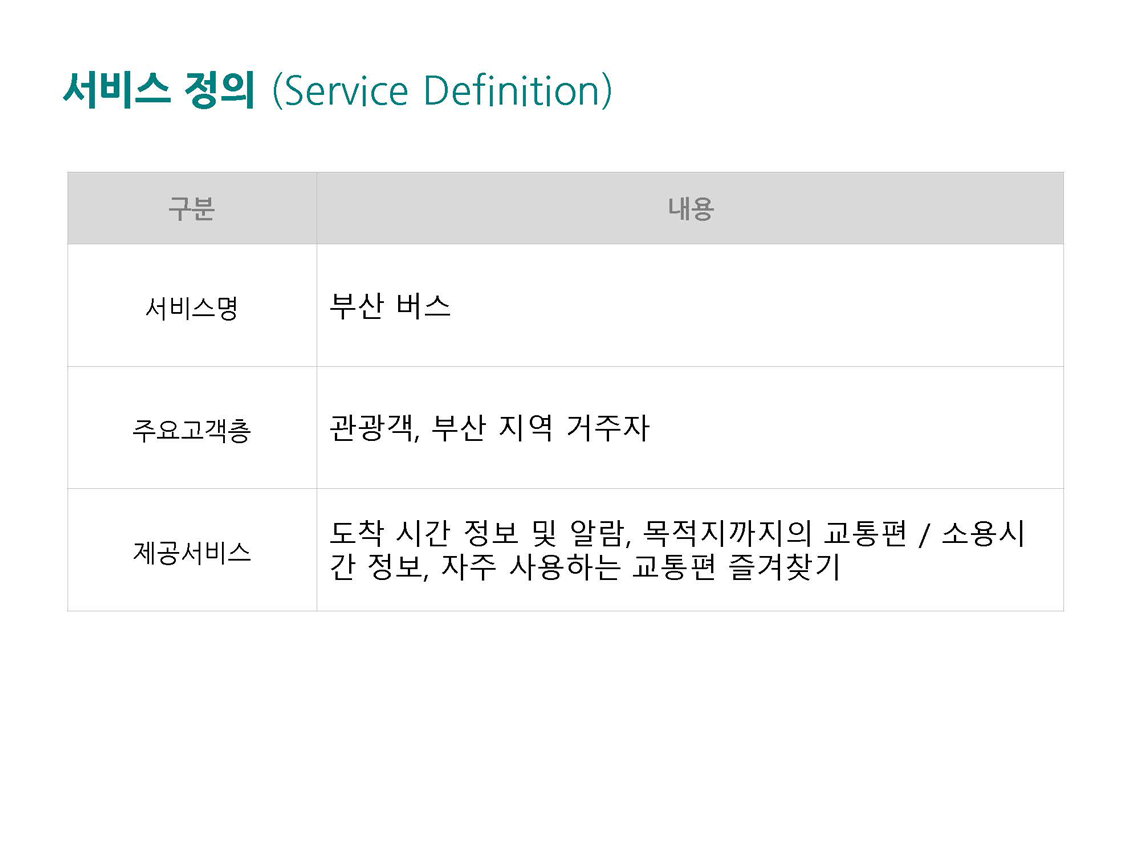 서비스 정의 (Service Definition)
구분 내용
서비스명 부산 버스
주요고객층 관광객, 부산 지역 거주자
제공서비스 도착 시간 정보 및 알람, 목적지까지의 교통편 / 소용시
간 정보, 자주 사용하는 교통편 즐겨찾기